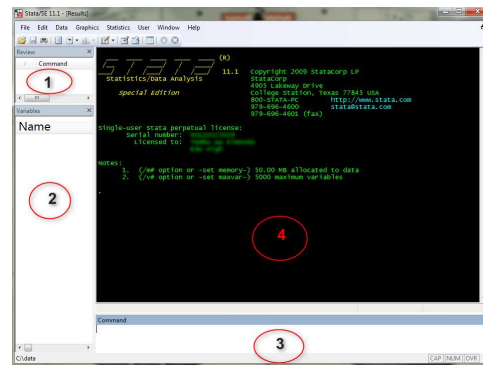 Stata/SE 11.1 - [Results]
File Edit Data Graphics Statistics User Window Help
Review
Command
1
Variables
Name
2
STATA (R)
Statistics/Data Analysis
11.1
Special Edition
Copyright 2009 StataCorp LP
StataCorp
4905 Lakeway Drive
College Station, Texas 77845 USA
800-STATA-PC http://www.stata.com
979-696-4600 stata@stata.com
979-696-4601 (fax)
Single-user Stata perpetual license:
Serial number:
Licensed to:
Notes:
1. (/m# option or -set memory-) 50.00 MB allocated to data
2. (/v# option or -set maxvar-) 5000 maximum variables
.
4
Command
3
C:\data
CAP NUM OVR